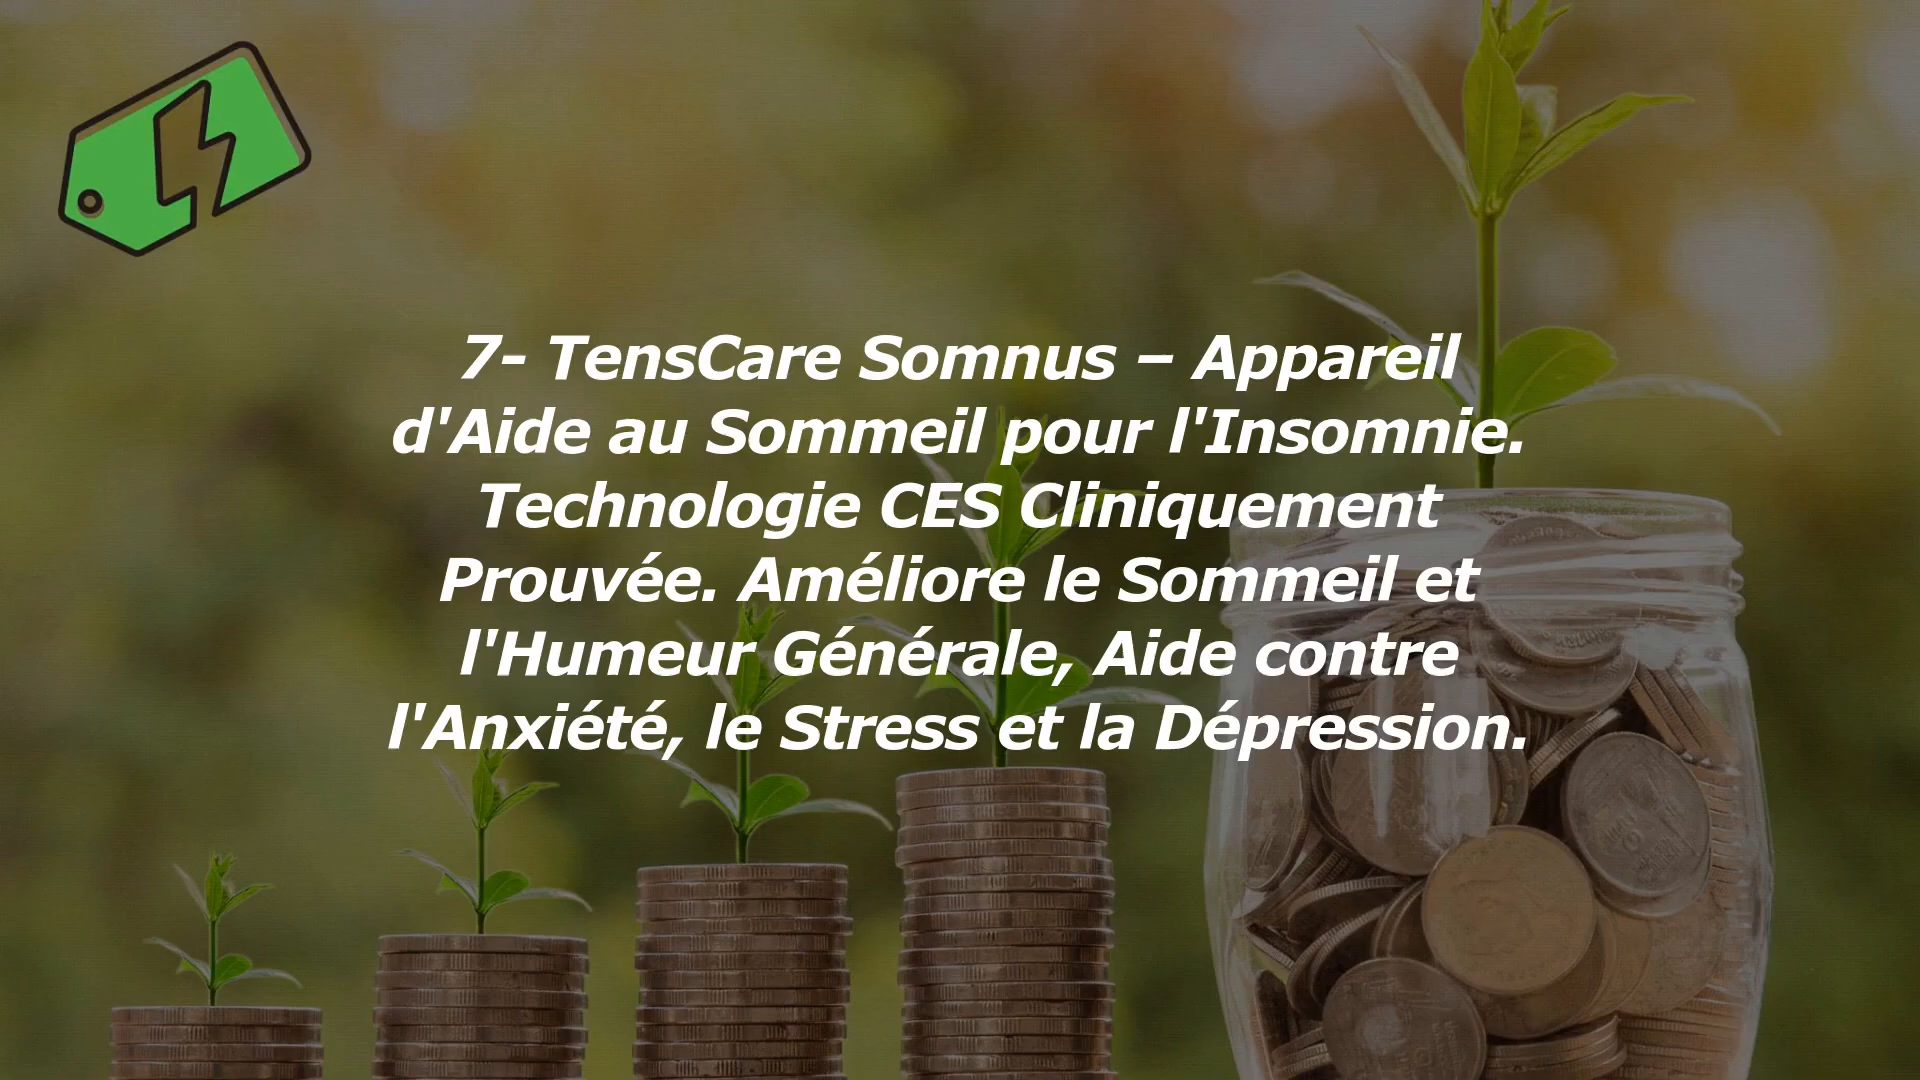 7- TensCare Somnus – Appareil
d'Aide au Sommeil pour l'Insomnie.
Technologie CES Cliniquement
Prouvée. Améliore le Sommeil et
l'Humeur Générale, Aide contre
l'Anxiété, le Stress et la Dépression.